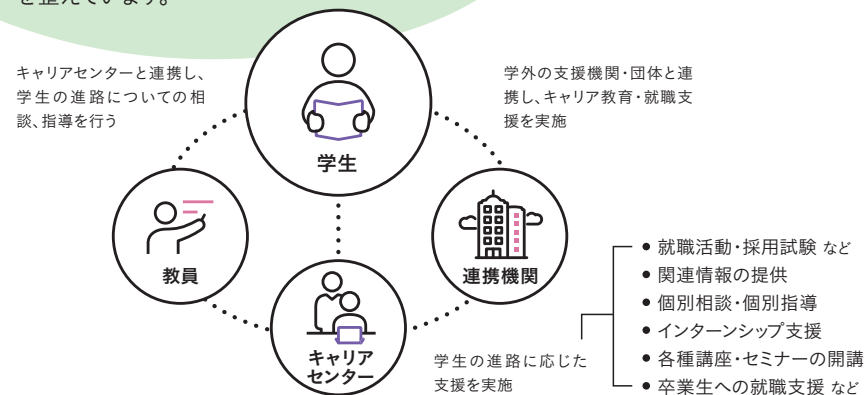 を整えています。
キャリアセンターと連携し、
学生の進路についての相
談、指導を行う
学外の支援機関・団体と連
携し、キャリア教育・就職支
援を実施
学生
教員
連携機関
キャリア
センター
学生の進路に応じた
支援を実施
● 就職活動・採用試験 など
● 関連情報の提供
● 個別相談・個別指導
● インターンシップ支援
● 各種講座・セミナーの開講
● 卒業生への就職支援 など